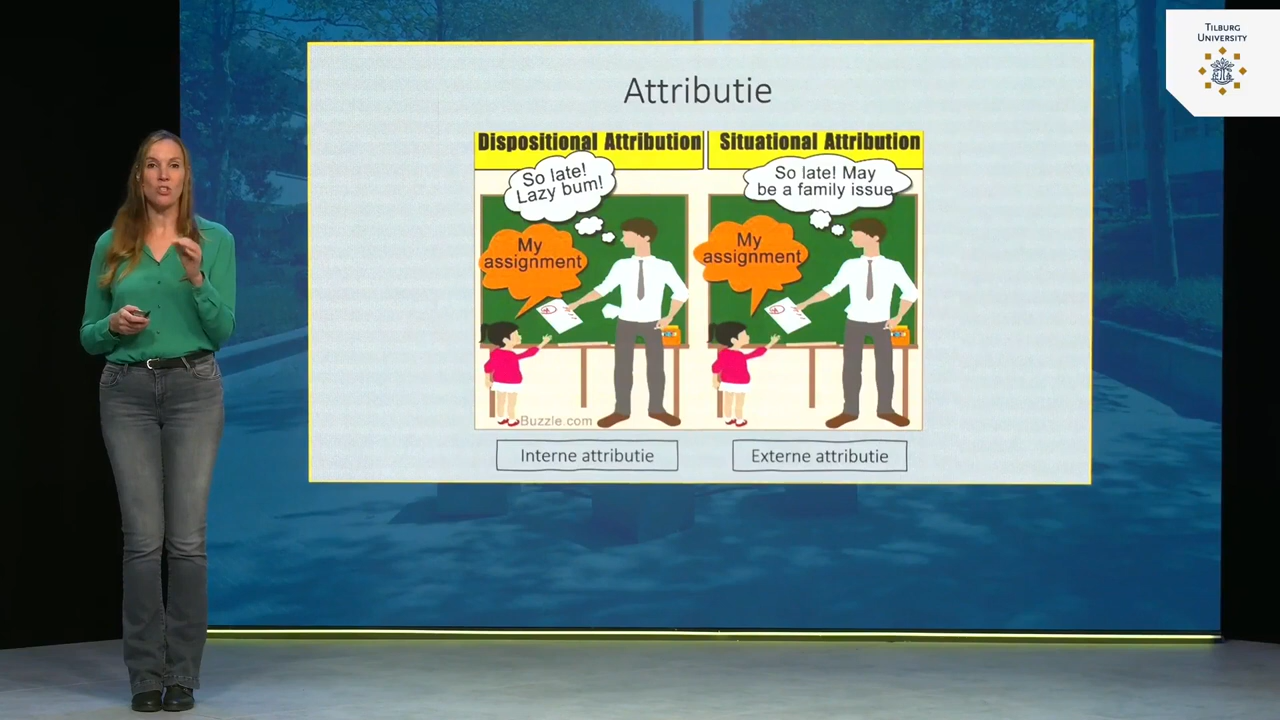 TILBURG
UNIVERSITY
Attributie
Dispositional Attribution
So late!
Lazy bum!
My
assignment
Buzzle.com
Interne attributie
Situational Attribution
So late! May
be a family issue
My
assignment
Externe attributie